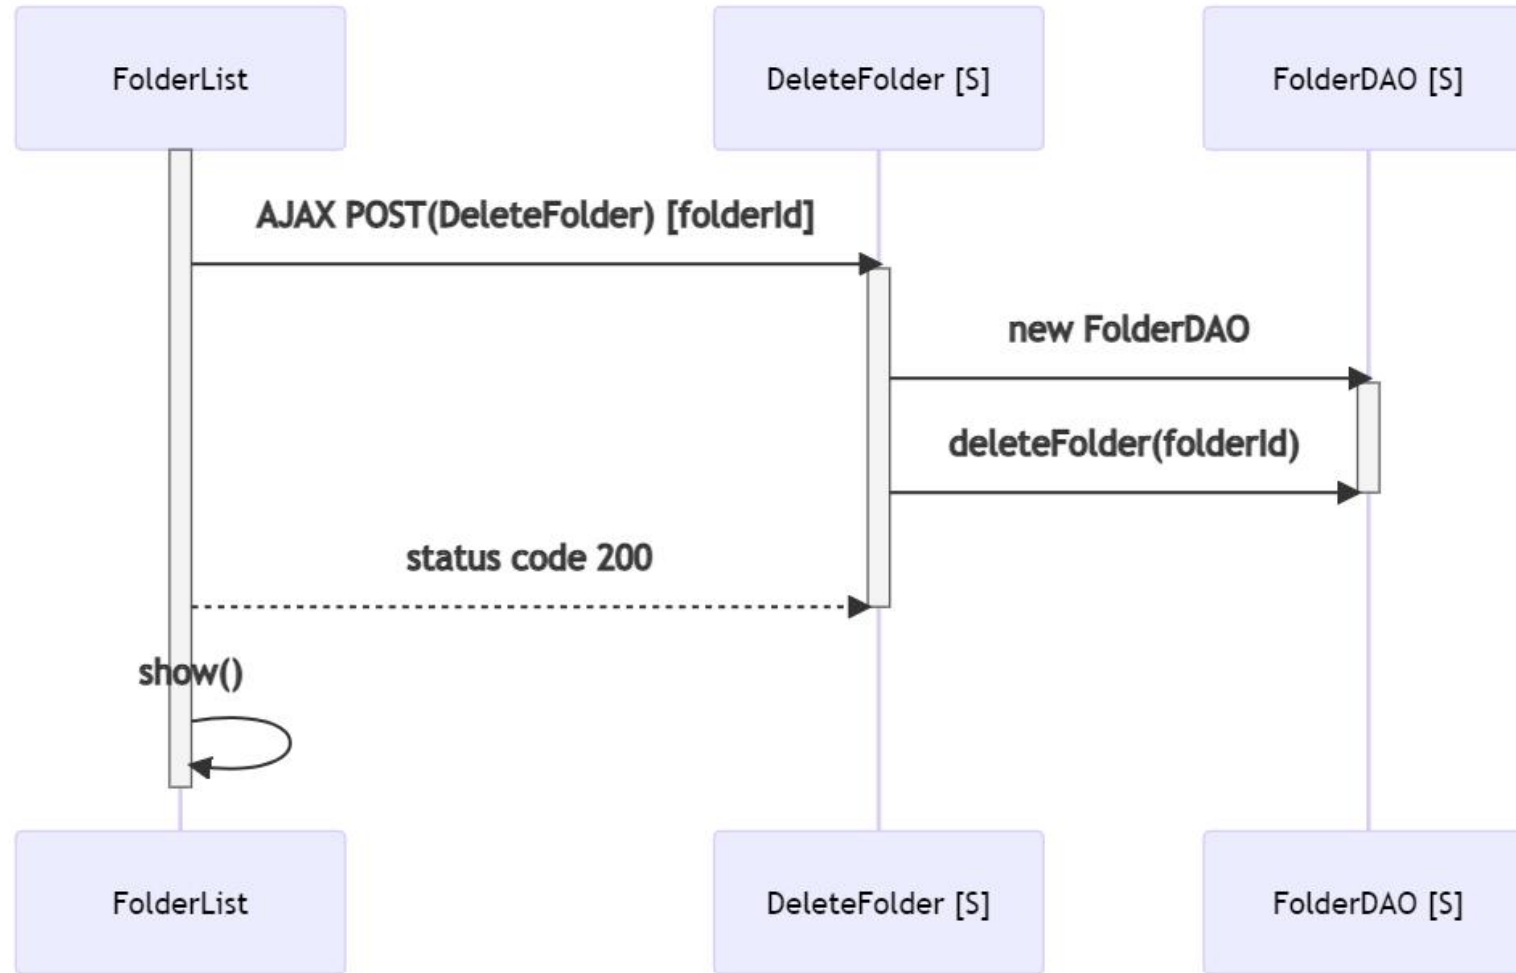 FolderList
DeleteFolder [S]
FolderDAO [S]
AJAX POST(DeleteFolder) [folderId]
new FolderDAO
deleteFolder(folderId)
status code 200
show()
FolderList
DeleteFolder [S]
FolderDAO [S]